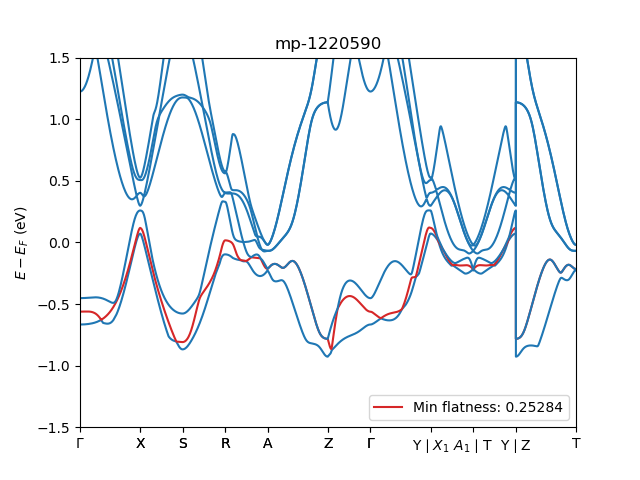 mp-1220590
E − E_F (eV)
1.5
1.0
0.5
0.0
−0.5
−1.0
−1.5
Min flatness: 0.25284
Γ X S R A Z Γ Y | X₁ A₁ | T Y | Z T